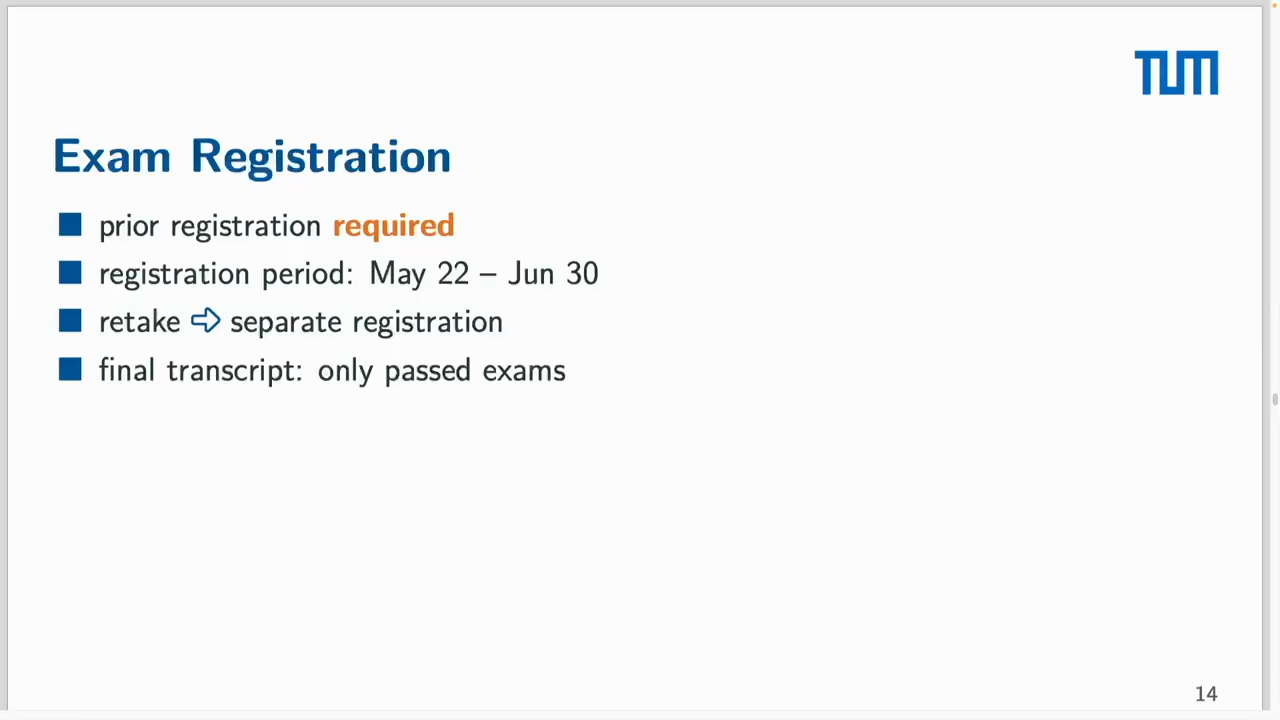 TUM
Exam Registration
prior registration required
registration period: May 22 – Jun 30
retake ⇨ separate registration
final transcript: only passed exams
14